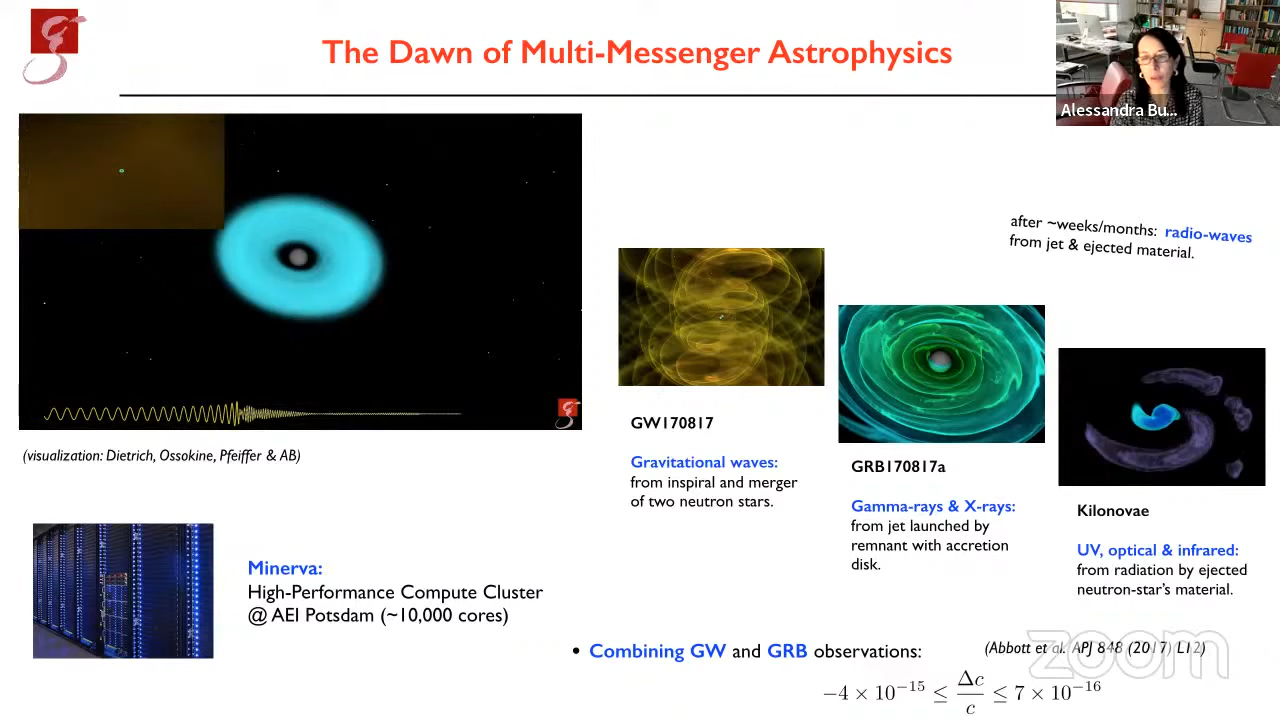 The Dawn of Multi-Messenger Astrophysics
Alessandra Bu...
after ~weeks/months: radio-waves
from jet & ejected material.
(visualization: Dietrich, Ossokine, Pfeiffer & AB)
GW170817
Gravitational waves:
from inspiral and merger
of two neutron stars.
GRB170817a
Gamma-rays & X-rays:
from jet launched by
remnant with accretion
disk.
Kilonovae
UV, optical & infrared:
from radiation by ejected
neutron-star's material.
Minerva:
High-Performance Compute Cluster
@ AEI Potsdam (~10,000 cores)
• Combining GW and GRB observations:
(Abbott et al. APJ 848 (2017) L12)
zoom
−4 × 10⁻¹⁵ ≤ Δc/c ≤ 7 × 10⁻¹⁶